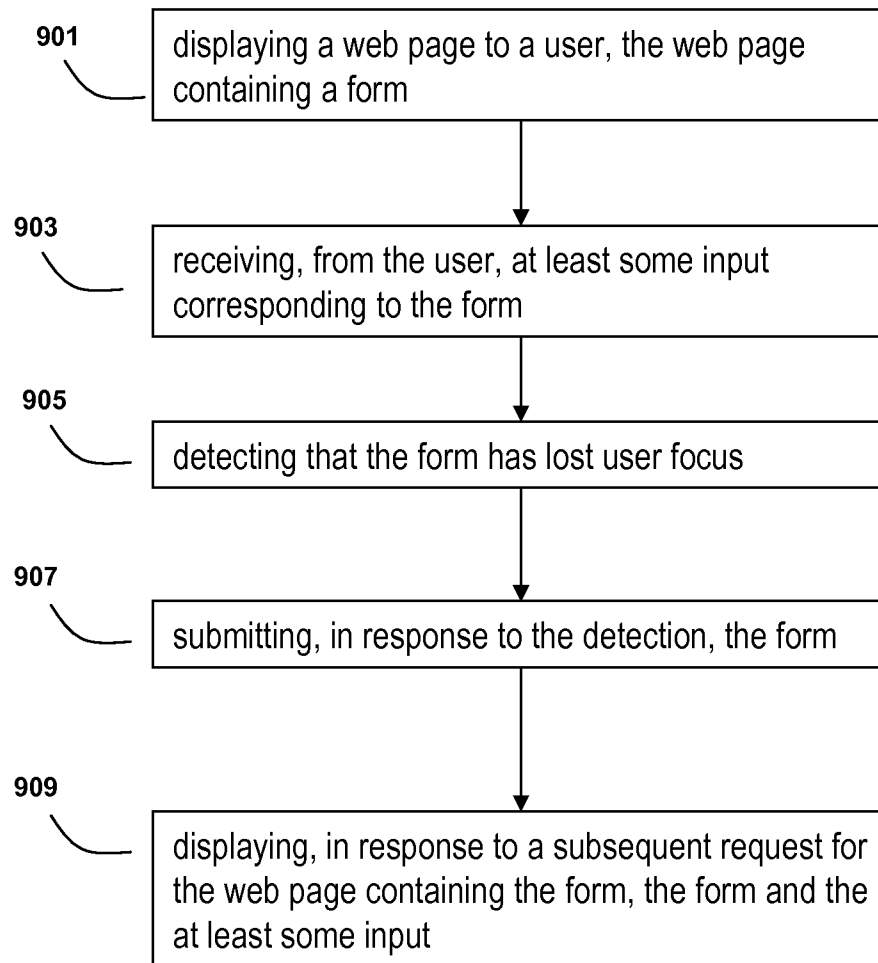 901
displaying a web page to a user, the web page
containing a form
903
receiving, from the user, at least some input
corresponding to the form
905
detecting that the form has lost user focus
907
submitting, in response to the detection, the form
909
displaying, in response to a subsequent request for
the web page containing the form, the form and the
at least some input